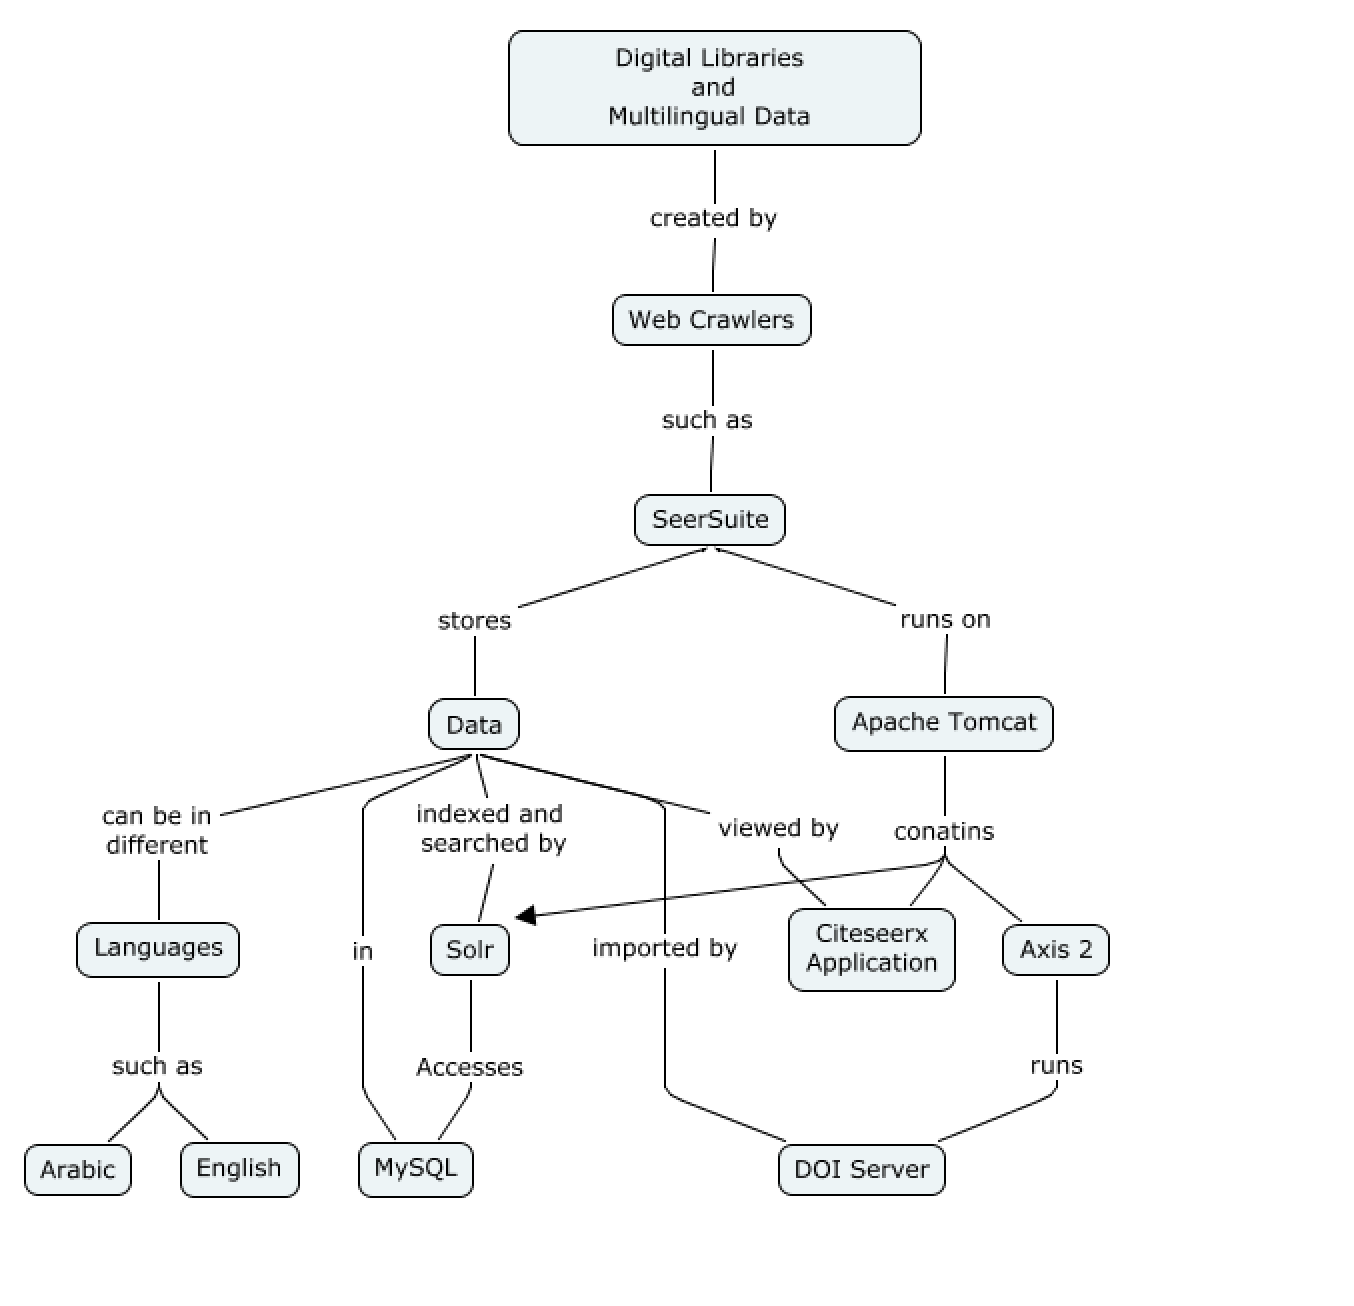 Digital Libraries
and
Multilingual Data
created by
Web Crawlers
such as
SeerSuite
stores
runs on
Data
Apache Tomcat
can be in
different
indexed and
searched by
viewed by
conatins
Languages
in
Solr
imported by
Citeseerx
Application
Axis 2
such as
Accesses
runs
Arabic
English
MySQL
DOI Server